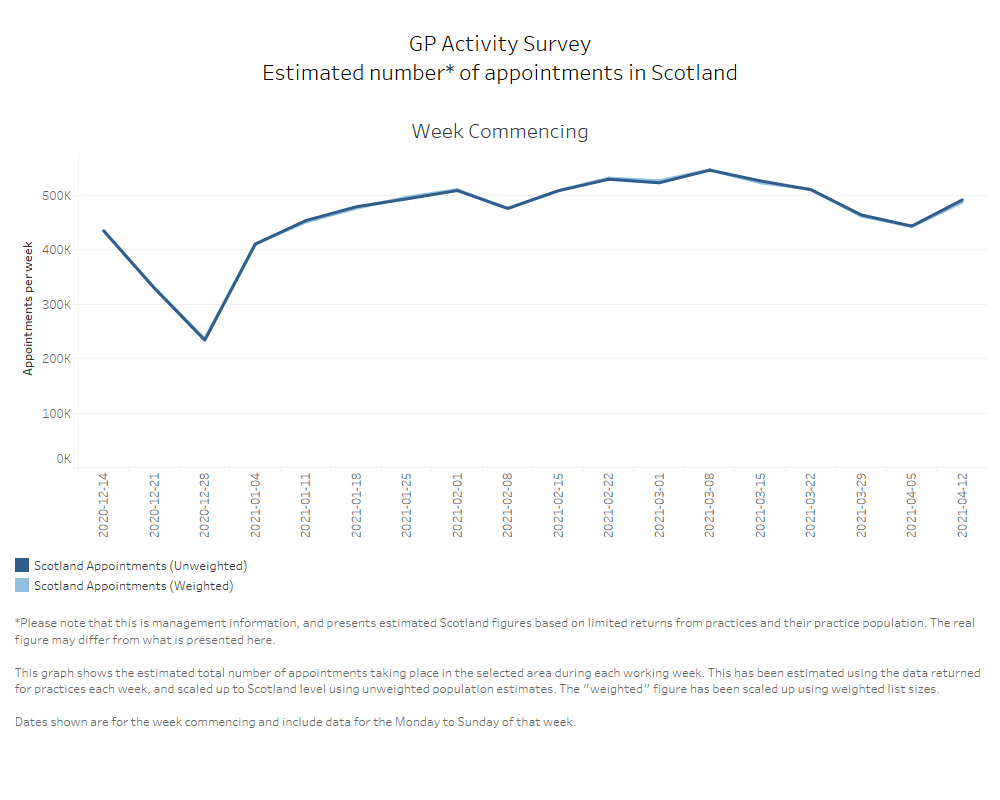 GP Activity Survey
Estimated number* of appointments in Scotland
Week Commencing
Appointments per week
500K
400K
300K
200K
100K
0K
2020-12-14
2020-12-21
2020-12-28
2021-01-04
2021-01-11
2021-01-18
2021-01-25
2021-02-01
2021-02-08
2021-02-15
2021-02-22
2021-03-01
2021-03-08
2021-03-15
2021-03-22
2021-03-29
2021-04-05
2021-04-12
Scotland Appointments (Unweighted)
Scotland Appointments (Weighted)
*Please note that this is management information, and presents estimated Scotland figures based on limited returns from practices and their practice population. The real
figure may differ from what is presented here.
This graph shows the estimated total number of appointments taking place in the selected area during each working week. This has been estimated using the data returned
for practices each week, and scaled up to Scotland level using unweighted population estimates. The "weighted" figure has been scaled up using weighted list sizes.
Dates shown are for the week commencing and include data for the Monday to Sunday of that week.